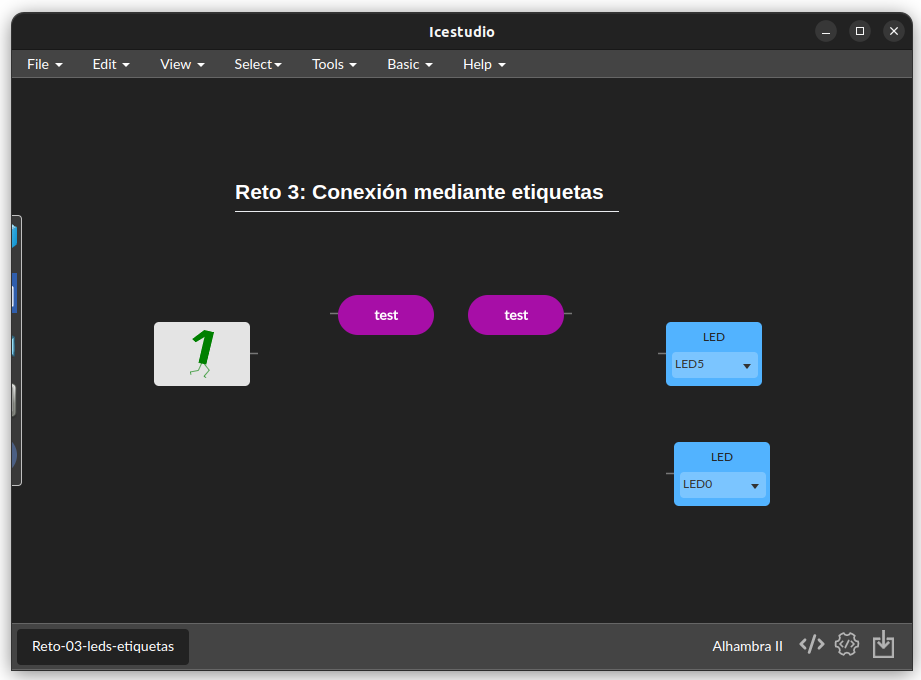 Icestudio
File Edit View Select Tools Basic Help
Reto 3: Conexión mediante etiquetas
test test
1
LED
LED5
LED
LED0
Reto-03-leds-etiquetas
Alhambra II </>